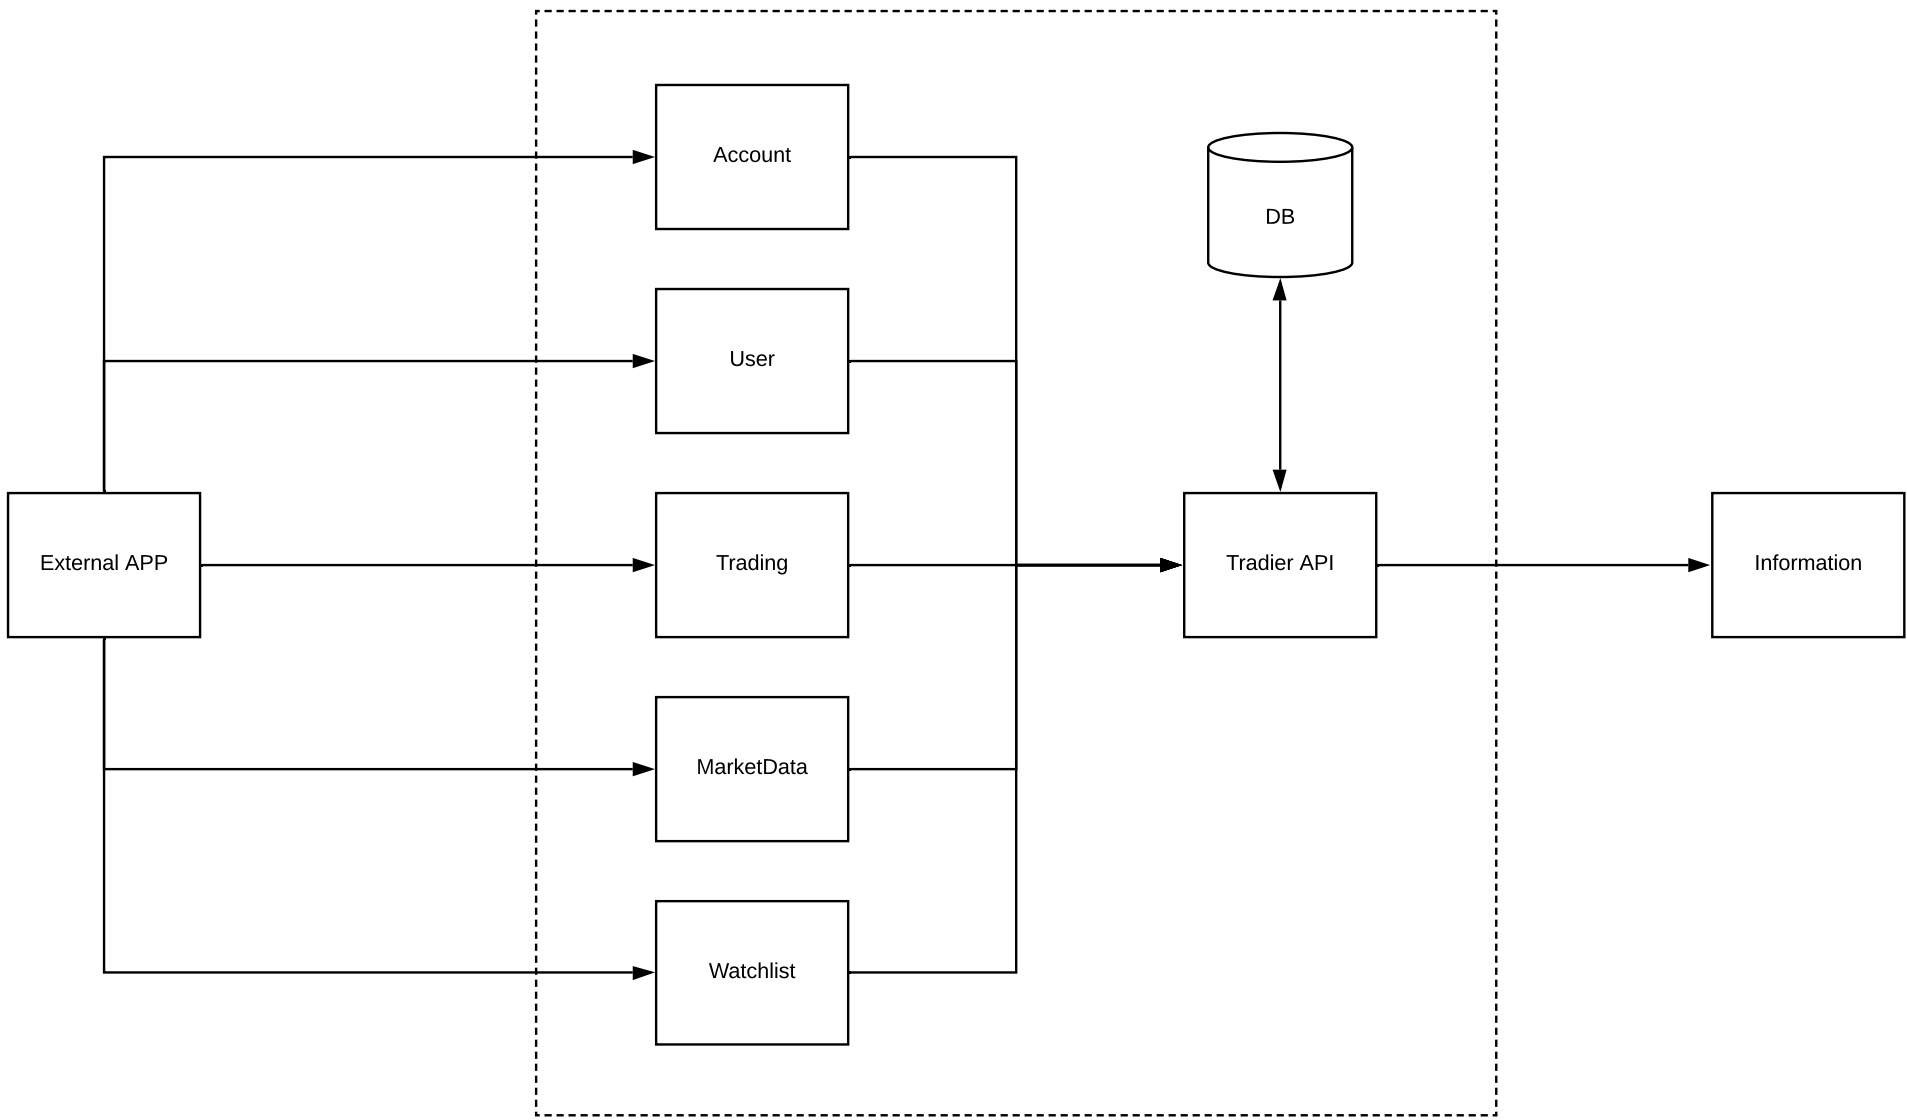 Account
DB
User
External APP
Trading
Tradier API
Information
MarketData
Watchlist